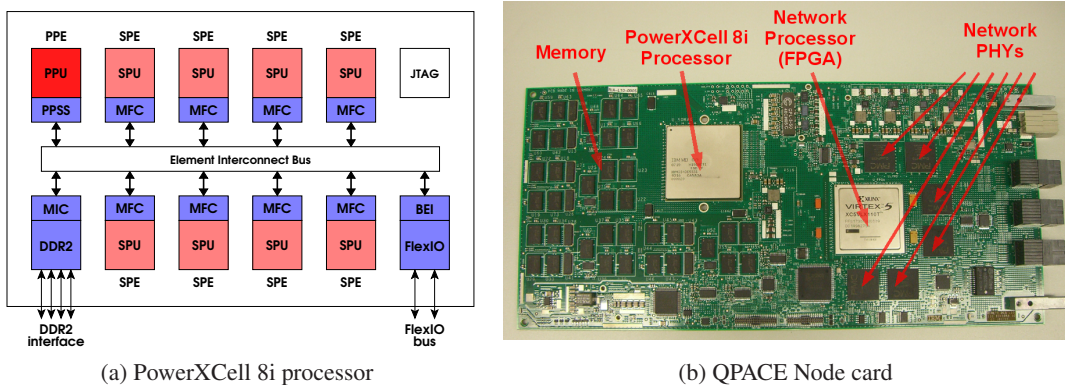 PPE SPE SPE SPE SPE
PPU SPU SPU SPU SPU JTAG
PPSS MFC MFC MFC MFC
Element Interconnect Bus
MIC MFC MFC MFC MFC BEI
DDR2 SPU SPU SPU SPU FlexIO
SPE SPE SPE SPE
DDR2
interface
FlexIO
bus
(a) PowerXCell 8i processor
Memory
PowerXCell 8i
Processor
Network
Processor
(FPGA)
Network
PHYs
XILINX
VIRTEX-5
(b) QPACE Node card